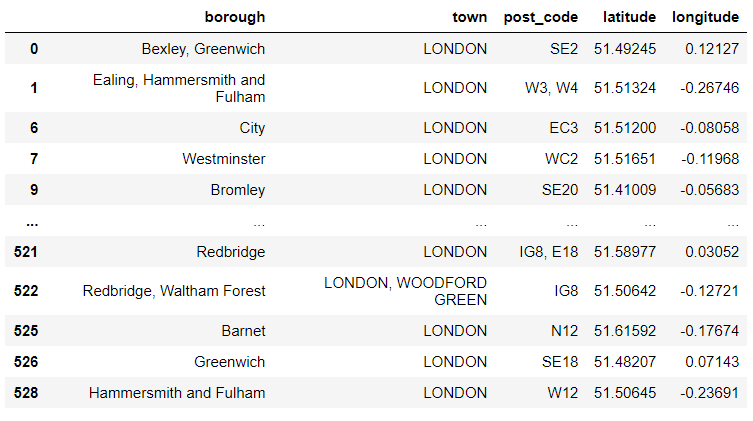 borough town post_code latitude longitude
0 Bexley, Greenwich LONDON SE2 51.49245 0.12127
1 Ealing, Hammersmith and Fulham LONDON W3, W4 51.51324 -0.26746
6 City LONDON EC3 51.51200 -0.08058
7 Westminster LONDON WC2 51.51651 -0.11968
9 Bromley LONDON SE20 51.41009 -0.05683
... ... ... ... ... ...
521 Redbridge LONDON IG8, E18 51.58977 0.03052
522 Redbridge, Waltham Forest LONDON, WOODFORD GREEN IG8 51.50642 -0.12721
525 Barnet LONDON N12 51.61592 -0.17674
526 Greenwich LONDON SE18 51.48207 0.07143
528 Hammersmith and Fulham LONDON W12 51.50645 -0.23691